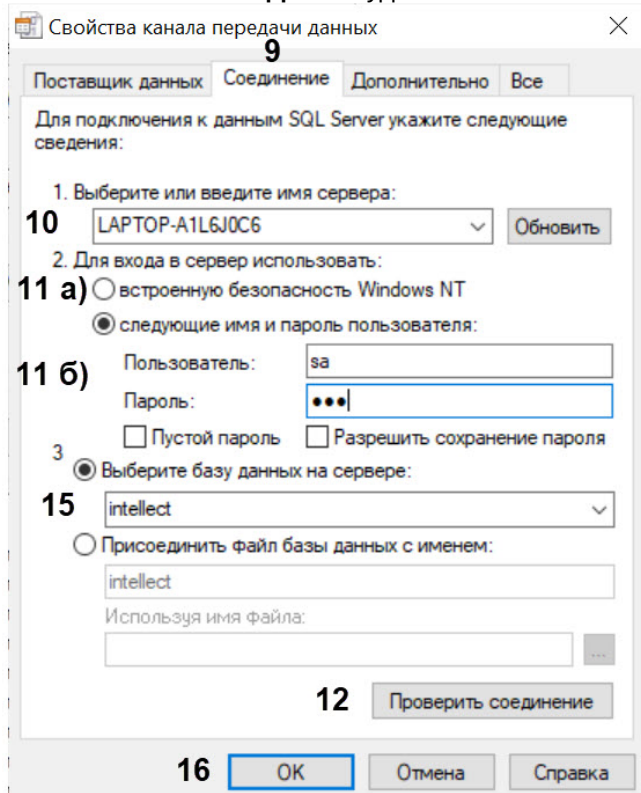 Свойства канала передачи данных
9
Поставщик данных Соединение Дополнительно Все
Для подключения к данным SQL Server укажите следующие
сведения:
1. Выберите или введите имя сервера:
10 LAPTOP-A1L6J0C6 Обновить
2. Для входа в сервер использовать:
11 а) встроенную безопасность Windows NT
следующие имя и пароль пользователя:
Пользователь: sa
11 б)
Пароль: •••
Пустой пароль Разрешить сохранение пароля
3
Выберите базу данных на сервере:
15 intellect
Присоединить файл базы данных с именем:
intellect
Используя имя файла:
...
12 Проверить соединение
16 OK Отмена Справка